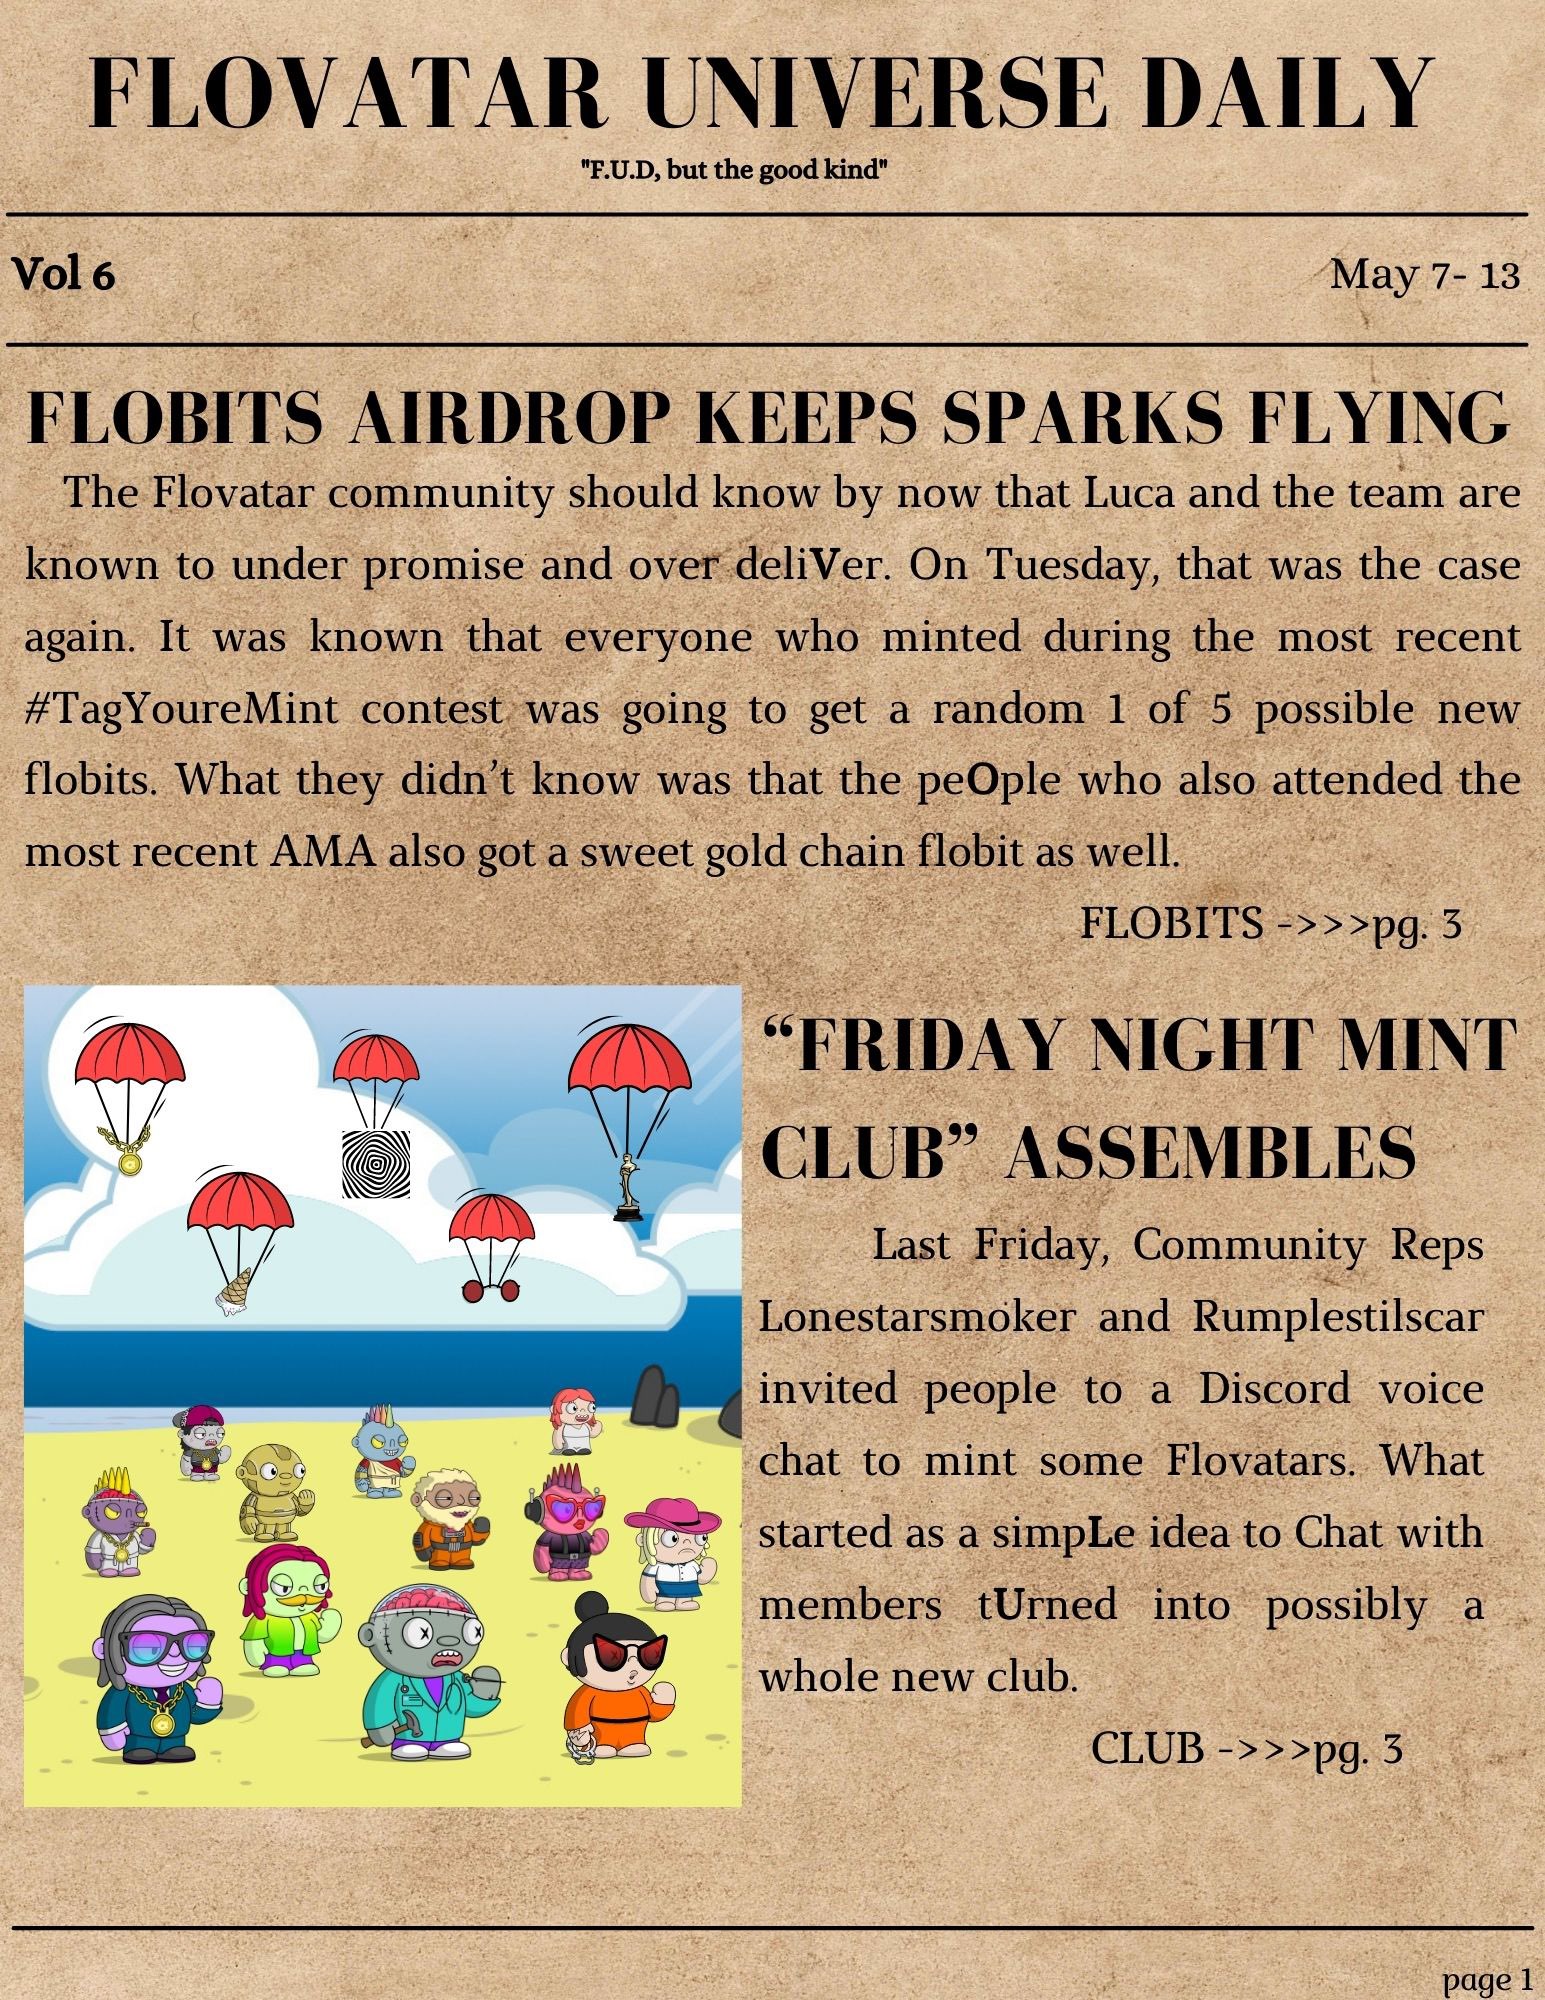 FLOVATAR UNIVERSE DAILY
"F.U.D, but the good kind"
Vol 6
May 7- 13
FLOBITS AIRDROP KEEPS SPARKS FLYING
The Flovatar community should know by now that Luca and the team are
known to under promise and over deliVer. On Tuesday, that was the case
again. It was known that everyone who minted during the most recent
#TagYoureMint contest was going to get a random 1 of 5 possible new
flobits. What they didn’t know was that the peOple who also attended the
most recent AMA also got a sweet gold chain flobit as well.
FLOBITS ->>>pg. 3
“FRIDAY NIGHT MINT
CLUB” ASSEMBLES
Last Friday, Community Reps
Lonestarsmoker and Rumplestilscar
invited people to a Discord voice
chat to mint some Flovatars. What
started as a simpLe idea to Chat with
members tUrned into possibly a
whole new club.
CLUB ->>>pg. 3
page 1